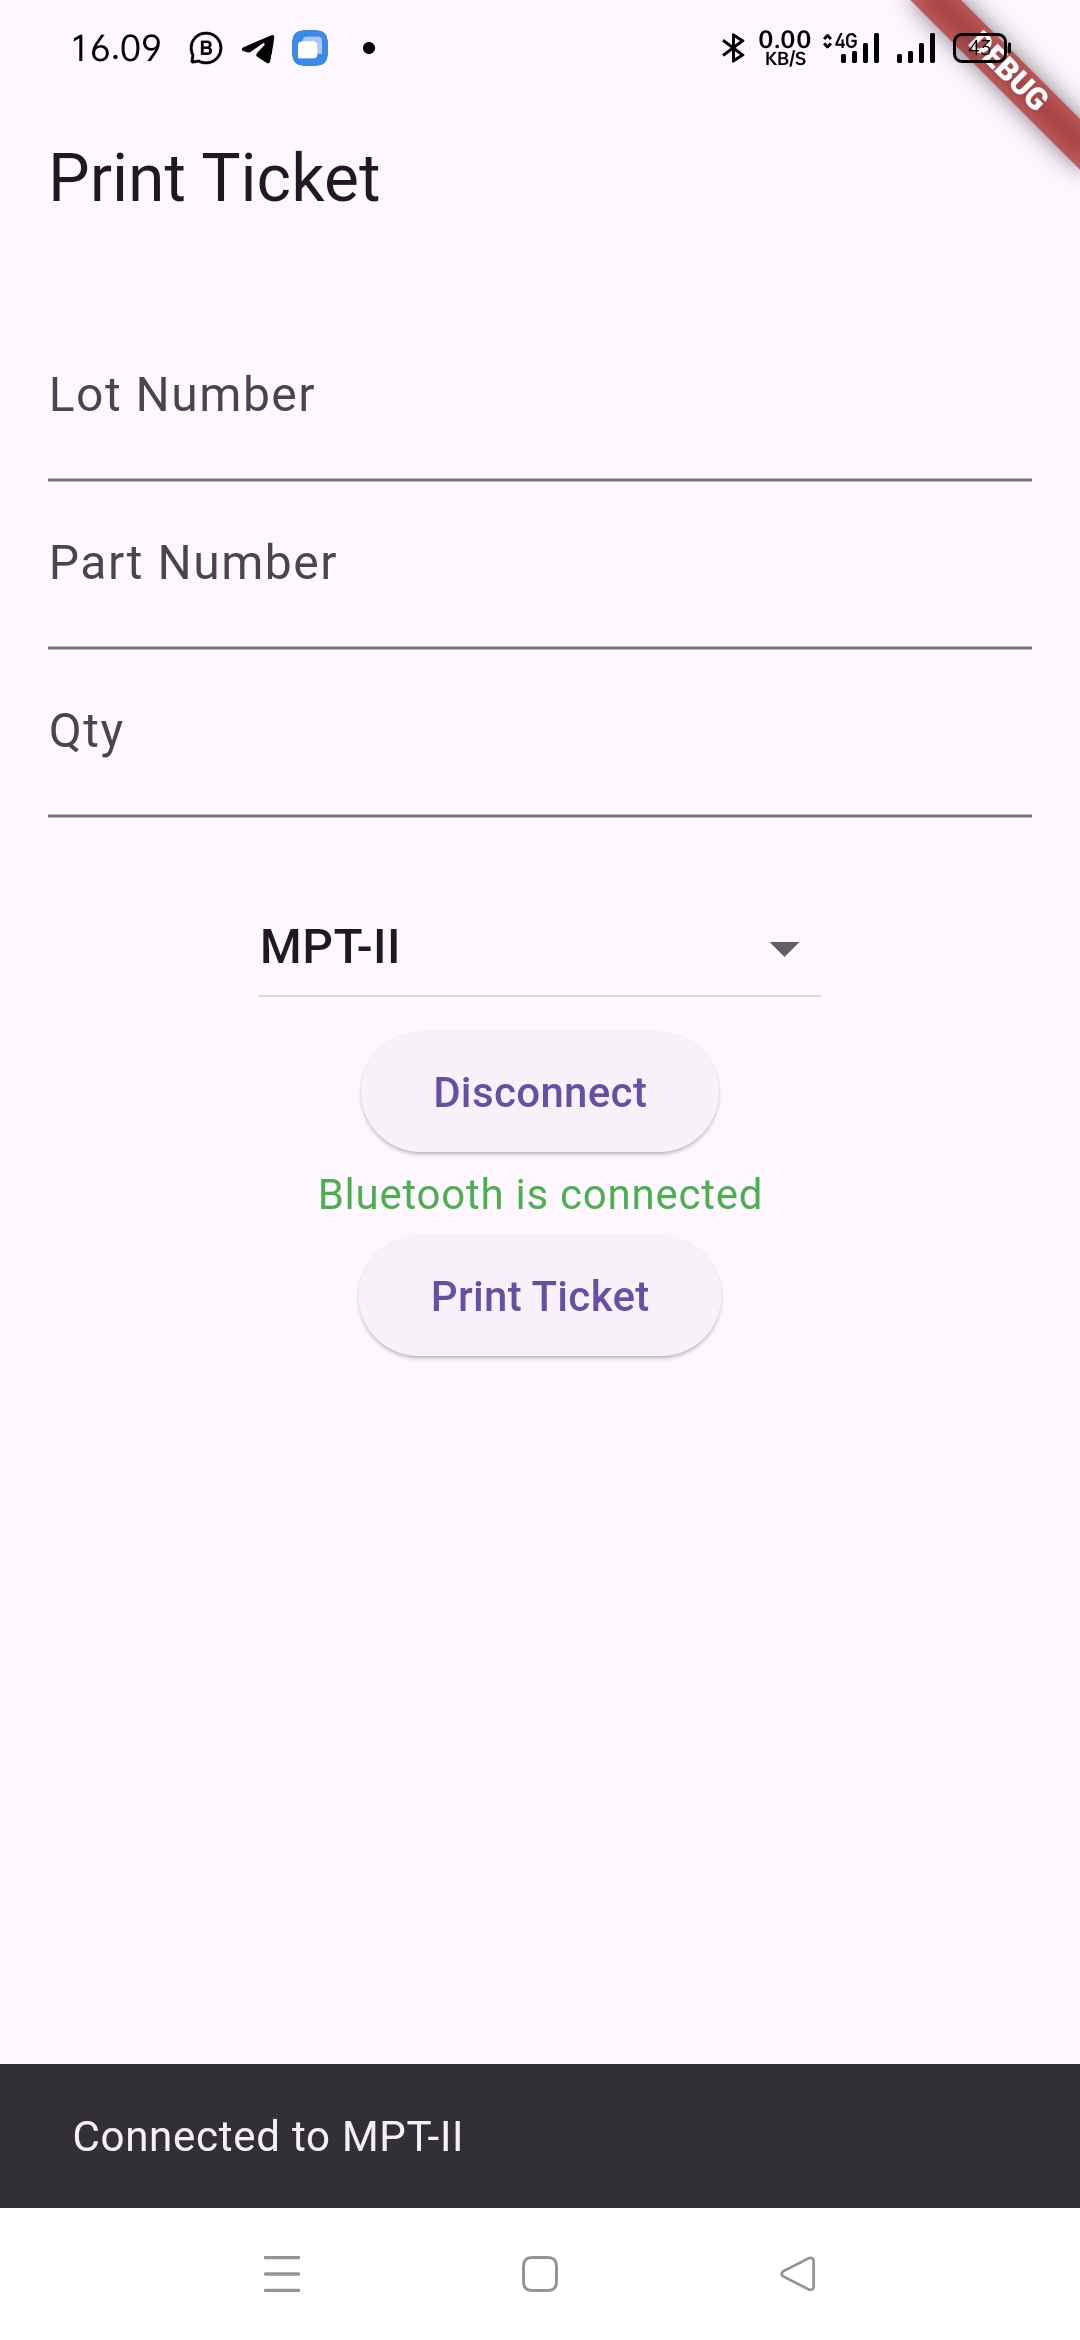 16.09
0.00
KB/S
4G
43
DEBUG
Print Ticket
Lot Number
Part Number
Qty
MPT-II
Disconnect
Bluetooth is connected
Print Ticket
Connected to MPT-II